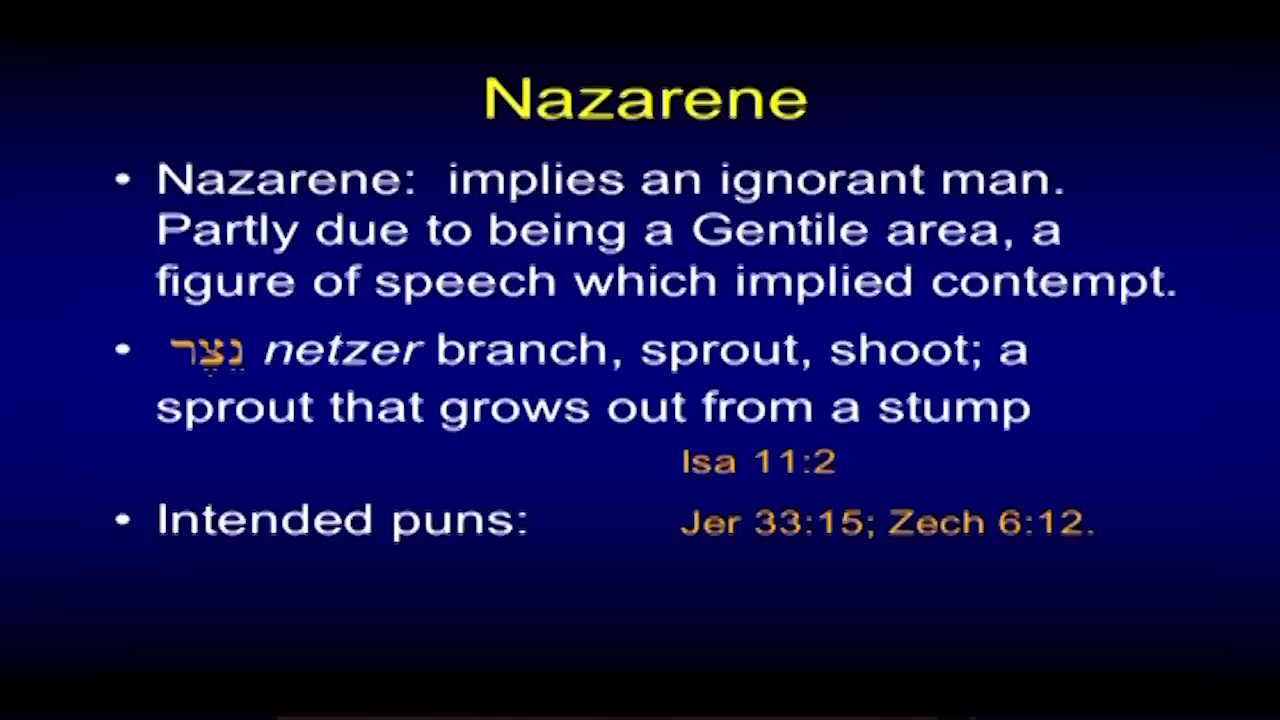 Nazarene
• Nazarene: implies an ignorant man.
Partly due to being a Gentile area, a
figure of speech which implied contempt.
• נֵצֶר netzer branch, sprout, shoot; a
sprout that grows out from a stump
Isa 11:2
• Intended puns: Jer 33:15; Zech 6:12.